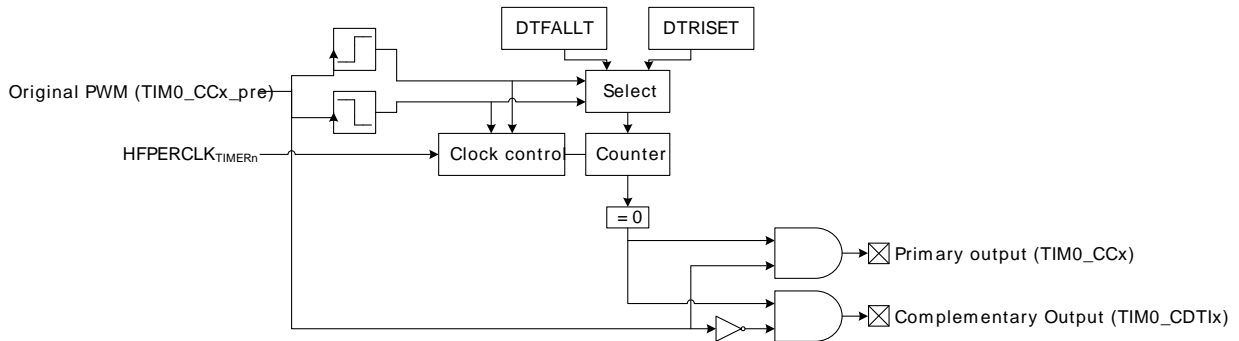 DTFALLT
DTRISET
Original PWM (TIM0_CCx_pre)
Select
HFPERCLKTIMERn
Clock control
Counter
= 0
Primary output (TIM0_CCx)
Complementary Output (TIM0_CDTIx)